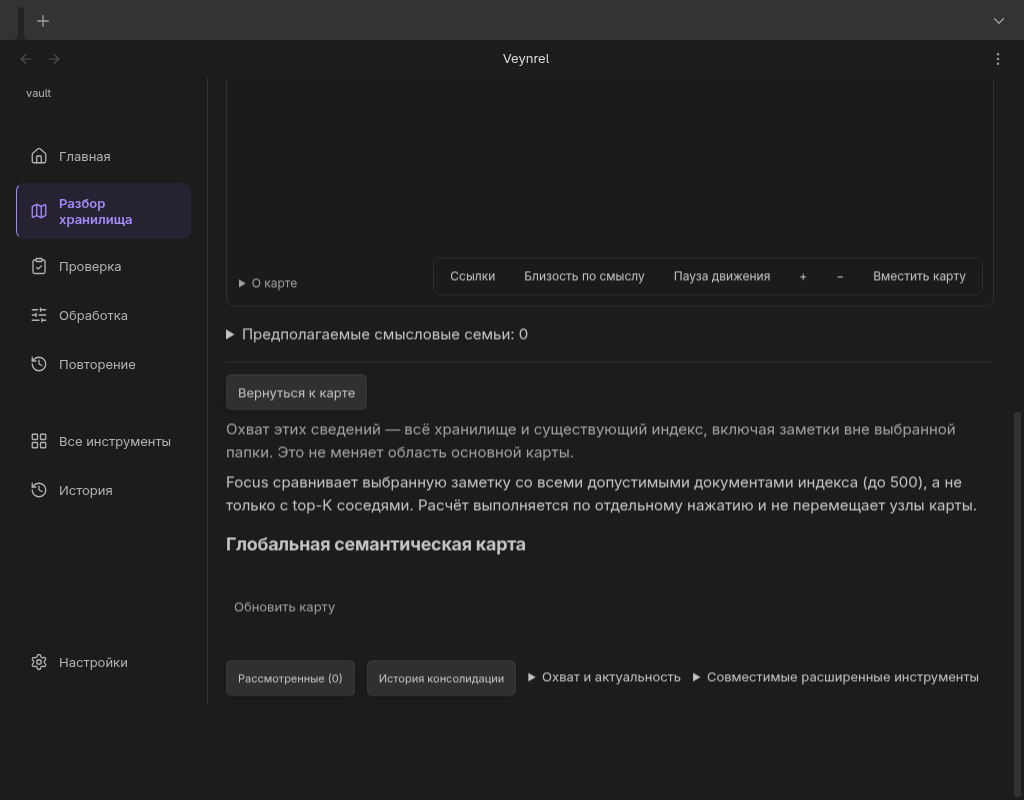 Veynrel
vault
Главная
Разбор
хранилища
Проверка
Обработка
Повторение
Все инструменты
История
Настройки
О карте
Ссылки
Близость по смыслу
Пауза движения
+
−
Вместить карту
Предполагаемые смысловые семьи: 0
Вернуться к карте
Охват этих сведений — всё хранилище и существующий индекс, включая заметки вне выбранной
папки. Это не меняет область основной карты.
Focus сравнивает выбранную заметку со всеми допустимыми документами индекса (до 500), а не
только с top-K соседями. Расчёт выполняется по отдельному нажатию и не перемещает узлы карты.
Глобальная семантическая карта
Обновить карту
Рассмотренные (0)
История консолидации
Охват и актуальность
Совместимые расширенные инструменты